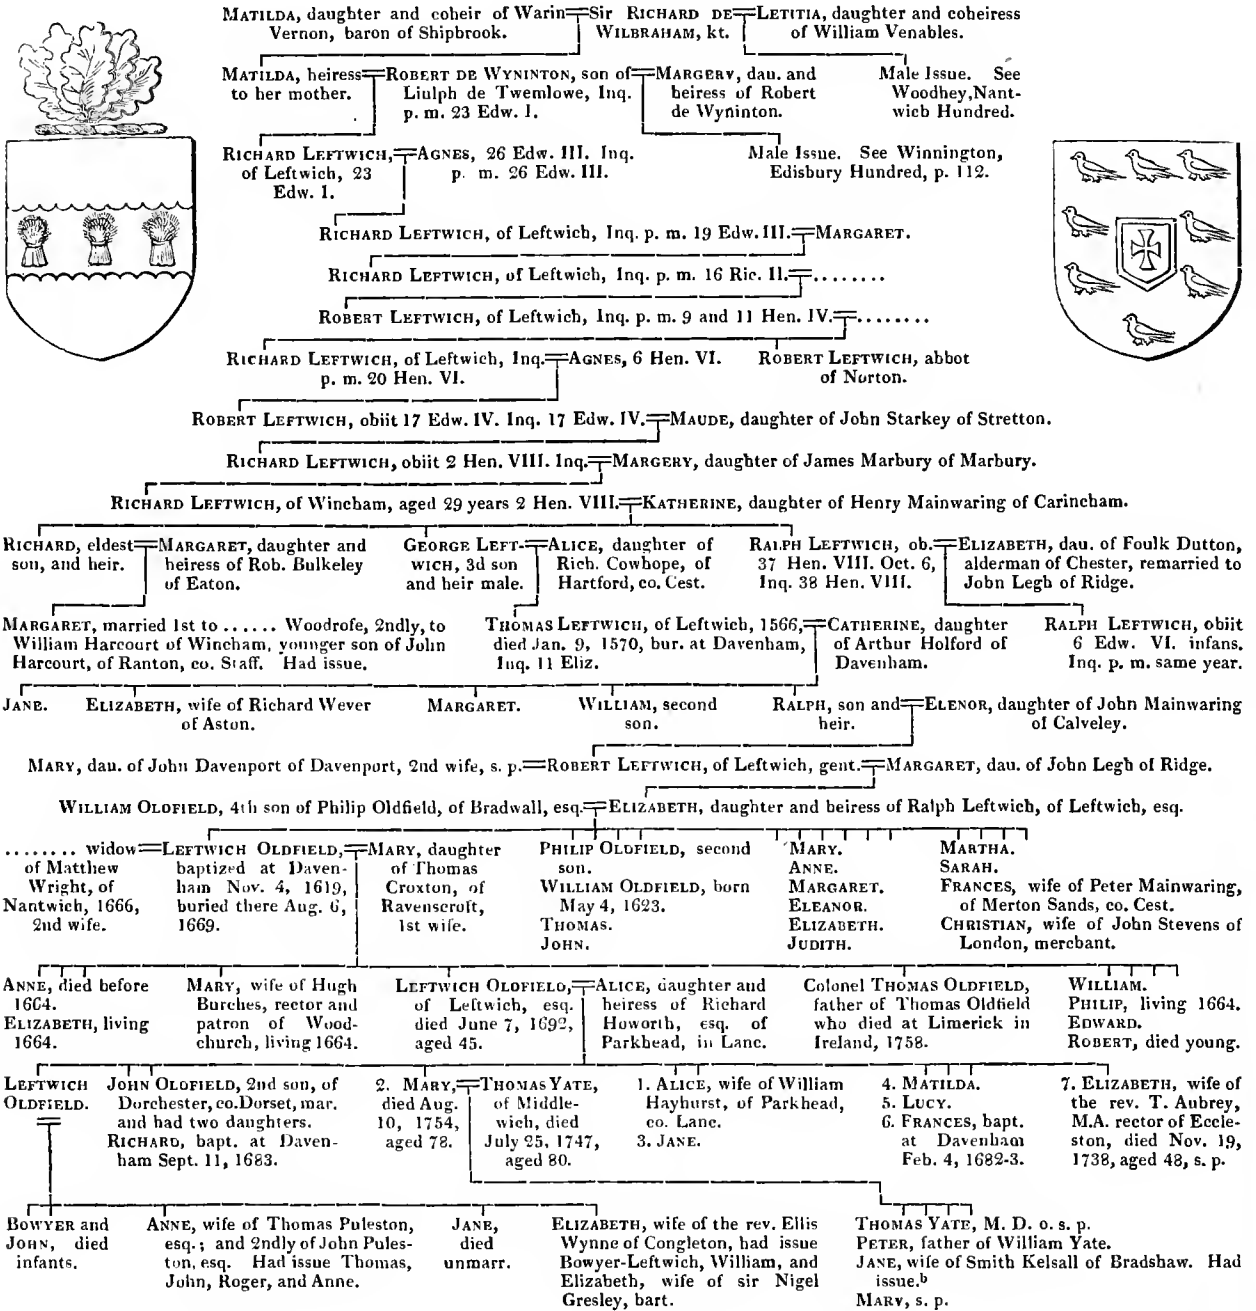 MATILDA, daughter and coheir of Warin Vernon, baron of Shipbrook.
Sir RICHARD DE WILBRAHAM, kt.
LETITIA, daughter and coheiress of William Venables.
MATILDA, heiress
to her mother.
ROBERT DE WYNINTON, son of
Liulph de Twemlowe, Inq.
p. m. 23 Edw. I.
MARGERY, dau. and
heiress of Robert
de Wyninton.
Male Issue. See
Woodhey, Nant-
wich Hundred.
RICHARD LEFTWICH,
of Leftwich, 23
Edw. I.
AGNES, 26 Edw. III. Inq.
p. m. 26 Edw. III.
Male Issue. See Winnington,
Edisbury Hundred, p. 112.
RICHARD LEFTWICH, of Leftwich, Inq. p. m. 19 Edw. III. MARGARET.
RICHARD LEFTWICH, of Leftwich, Inq. p. m. 16 Ric. II. ........
ROBERT LEFTWICH, of Leftwich, Inq. p. m. 9 and 11 Hen. IV. ........
RICHARD LEFTWICH, of Leftwich, Inq.
p. m. 20 Hen. VI.
AGNES, 6 Hen. VI.
ROBERT LEFTWICH, abbot
of Norton.
ROBERT LEFTWICH, obiit 17 Edw. IV. Inq. 17 Edw. IV. MAUDE, daughter of John Starkey of Stretton.
RICHARD LEFTWICH, obiit 2 Hen. VIII. Inq. MARGERY, daughter of James Marbury of Marbury.
RICHARD LEFTWICH, of Wincham, aged 29 years 2 Hen. VIII. KATHERINE, daughter of Henry Mainwaring of Carincham.
RICHARD, eldest
son, and heir.
MARGARET, daughter and
heiress of Rob. Bulkeley
of Eaton.
GEORGE LEFT-
WICH, 3d son
and heir male.
ALICE, daughter of
Rich. Cowhope, of
Hartford, co. Cest.
RALPH LEFTWICH, ob.
37 Hen. VIII. Oct. 6,
Inq. 38 Hen. VIII.
ELIZABETH, dau. of Foulk Dutton,
alderman of Chester, remarried to
John Legh of Ridge.
MARGARET, married 1st to ...... Woodrofe, 2ndly, to
William Harcourt of Wincham, younger son of John
Harcourt, of Ranton, co. Staff. Had issue.
THOMAS LEFTWICH, of Leftwich, 1566,
died Jan. 9, 1570, bur. at Davenham,
Inq. 11 Eliz.
CATHERINE, daughter
of Arthur Holford of
Davenham.
RALPH LEFTWICH, obiit
6 Edw. VI. infans.
Inq. p. m. same year.
JANE.
ELIZABETH, wife of Richard Wever
of Aston.
MARGARET.
WILLIAM, second
son.
RALPH, son and
heir.
ELENOR, daughter of John Mainwaring
of Calveley.
MARY, dau. of John Davenport of Davenport, 2nd wife, s. p. ROBERT LEFTWICH, of Leftwich, gent. MARGARET, dau. of John Legh of Ridge.
WILLIAM OLDFIELD, 4th son of Philip Oldfield, of Bradwall, esq. ELIZABETH, daughter and heiress of Ralph Leftwich, of Leftwich, esq.
........ widow
of Matthew
Wright, of
Nantwich, 1666,
2nd wife.
LEFTWICH OLDFIELD,
baptized at Daven-
ham Nov. 4, 1619,
buried there Aug. 6,
1669.
MARY, daughter
of Thomas
Croxton, of
Ravenscroft,
1st wife.
PHILIP OLDFIELD, second
son.
WILLIAM OLDFIELD, born
May 4, 1623.
THOMAS.
JOHN.
MARY.
ANNE.
MARGARET.
ELEANOR.
ELIZABETH.
JUDITH.
MARTHA.
SARAH.
FRANCES, wife of Peter Mainwaring,
of Merton Sands, co. Cest.
CHRISTIAN, wife of John Stevens of
London, merchant.
ANNE, died before
1664.
ELIZABETH, living
1664.
MARY, wife of Hugh
Burches, rector and
patron of Wood-
church, living 1664.
LEFTWICH OLDFIELD,
of Leftwich, esq.
died June 7, 1692,
aged 45.
ALICE, daughter and
heiress of Richard
Howorth, esq. of
Parkhead, in Lanc.
Colonel THOMAS OLDFIELD,
father of Thomas Oldfield
who died at Limerick in
Ireland, 1758.
WILLIAM.
PHILIP, living 1664.
EDWARD.
ROBERT, died young.
LEFTWICH
OLDFIELD.
JOHN OLDFIELD, 2nd son, of
Dorchester, co. Dorset, mar.
and had two daughters.
RICHARD, bapt. at Daven-
ham Sept. 11, 1683.
2. MARY,
died Aug.
10, 1754,
aged 78.
THOMAS YATE,
of Middle-
wich, died
July 25, 1747,
aged 80.
1. ALICE, wife of William
Hayhurst, of Parkhead,
co. Lanc.
3. JANE.
4. MATILDA.
5. LUCY.
6. FRANCES, bapt.
at Davenham
Feb. 4, 1682-3.
7. ELIZABETH, wife of
the rev. T. Aubrey,
M.A. rector of Eccle-
ston, died Nov. 19,
1738, aged 48, s. p.
BOWYER and
JOHN, died
infants.
ANNE, wife of Thomas Puleston,
esq.; and 2ndly of John Pules-
ton, esq. Had issue Thomas,
John, Roger, and Anne.
JANE,
died
unmarr.
ELIZABETH, wife of the rev. Ellis
Wynne of Congleton, had issue
Bowyer-Leftwich, William, and
Elizabeth, wife of sir Nigel
Gresley, bart.
THOMAS YATE, M. D. o. s. p.
PETER, father of William Yate.
JANE, wife of Smith Kelsall of Bradshaw. Had
issue.b
MARY, s. p.